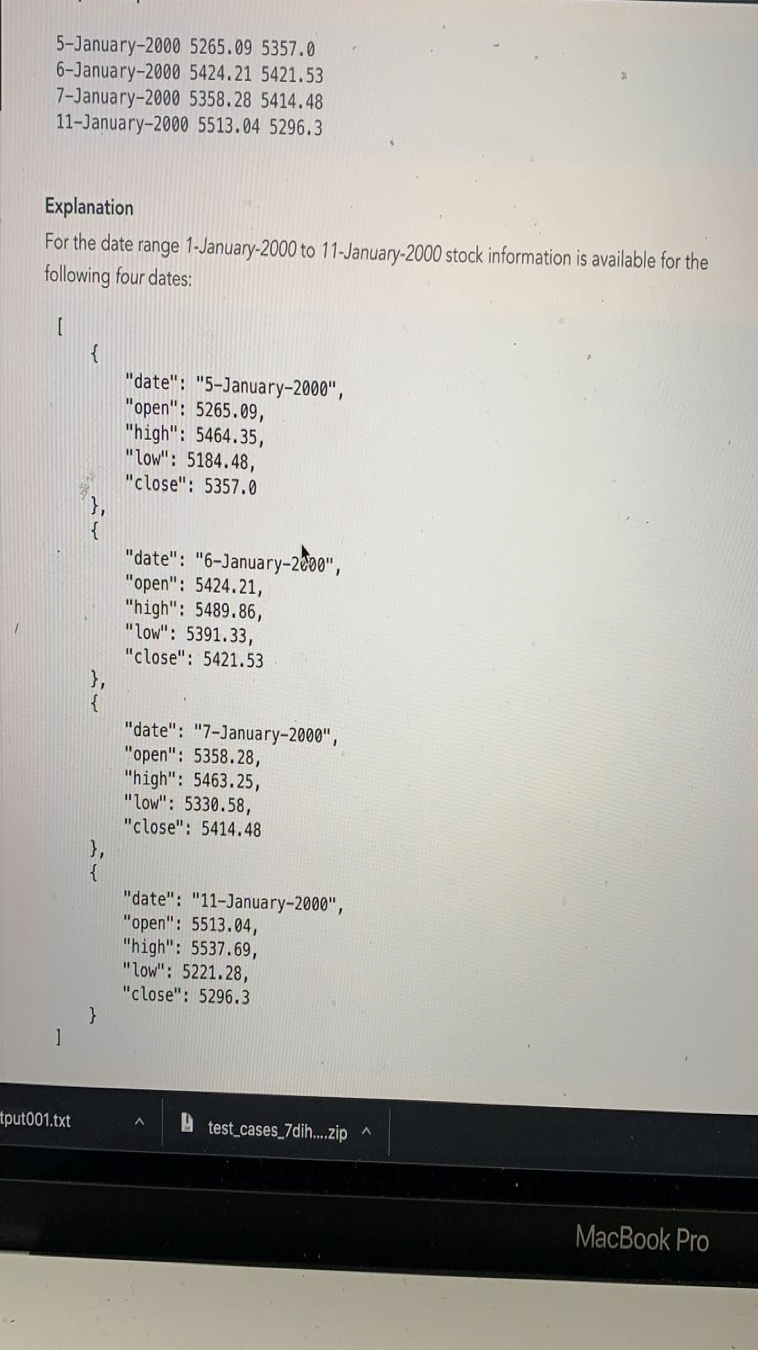 5-January-2000 5265.09 5357.0
6-January-2000 5424.21 5421.53
7-January-2000 5358.28 5414.48
11-January-2000 5513.04 5296.3
Explanation
For the date range 1-January-2000 to 11-January-2000 stock information is available for the
following four dates:
[
{
"date": "5-January-2000",
"open": 5265.09,
"high": 5464.35,
"low": 5184.48,
"close": 5357.0
},
{
"date": "6-January-2000",
"open": 5424.21,
"high": 5489.86,
"low": 5391.33,
"close": 5421.53
},
{
"date": "7-January-2000",
"open": 5358.28,
"high": 5463.25,
"low": 5330.58,
"close": 5414.48
},
{
"date": "11-January-2000",
"open": 5513.04,
"high": 5537.69,
"low": 5221.28,
"close": 5296.3
}
]
tput001.txt
test_cases_7dih....zip
MacBook Pro